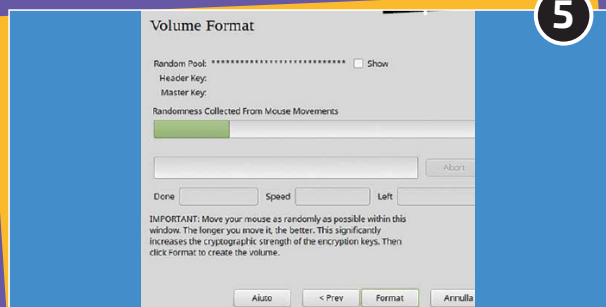 5
Volume Format
Random Pool: **************************** Show
Header Key:
Master Key:
Randomness Collected From Mouse Movements
Abort
Done Speed Left
IMPORTANT: Move your mouse as randomly as possible within this
window. The longer you move it, the better. This significantly
increases the cryptographic strength of the encryption keys. Then
click Format to create the volume.
Aiuto < Prev Format Annulla